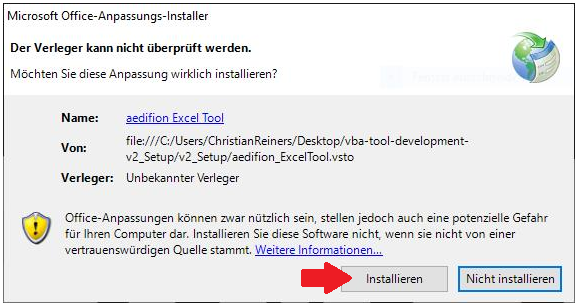 Microsoft Office-Anpassungs-Installer
Der Verleger kann nicht überprüft werden.
Möchten Sie diese Anpassung wirklich installieren?
Name: aedifion Excel Tool
Von: file:///C:/Users/ChristianReiners/Desktop/vba-tool-development-
v2_Setup/v2_Setup/aedifion_ExcelTool.vsto
Verleger: Unbekannter Verleger
Office-Anpassungen können zwar nützlich sein, stellen jedoch auch eine potenzielle Gefahr
für Ihren Computer dar. Installieren Sie diese Software nicht, wenn sie nicht von einer
vertrauenswürdigen Quelle stammt. Weitere Informationen...
Installieren Nicht installieren